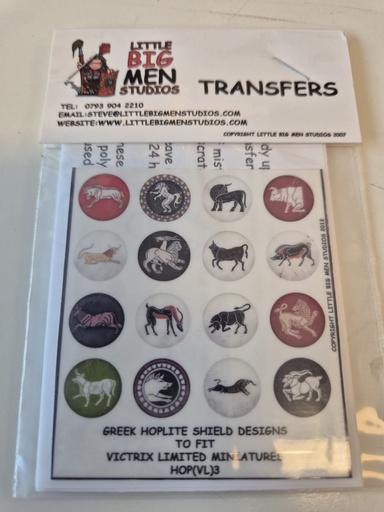 LITTLE
BIG
MEN
STUDIOS
TRANSFERS
TEL: 0793 904 2210
EMAIL:STEVE@LITTLEBIGMENSTUDIOS.COM
WEBSITE:WWW.LITTLEBIGMENSTUDIOS.COM
COPYRIGHT LITTLE BIG MEN STUDIOS 2007
COPYRIGHT LITTLE BIG MEN STUDIOS 2012
GREEK HOPLITE SHIELD DESIGNS
TO FIT
VICTRIX LIMITED MINIATURES
HOP(VL)3